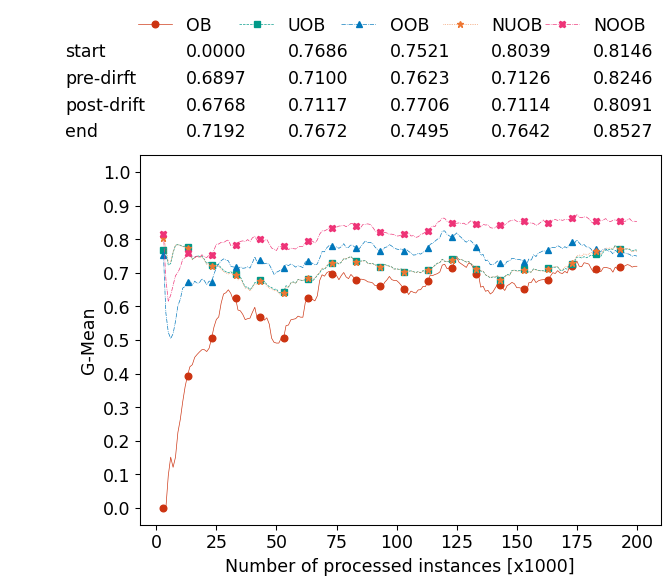 OB UOB OOB NUOB NOOB
start 0.0000 0.7686 0.7521 0.8039 0.8146
pre-dirft 0.6897 0.7100 0.7623 0.7126 0.8246
post-drift 0.6768 0.7117 0.7706 0.7114 0.8091
end 0.7192 0.7672 0.7495 0.7642 0.8527
1.0
0.9
0.8
0.7
0.6
0.5
0.4
0.3
0.2
0.1
0.0
G-Mean
0 25 50 75 100 125 150 175 200
Number of processed instances [x1000]